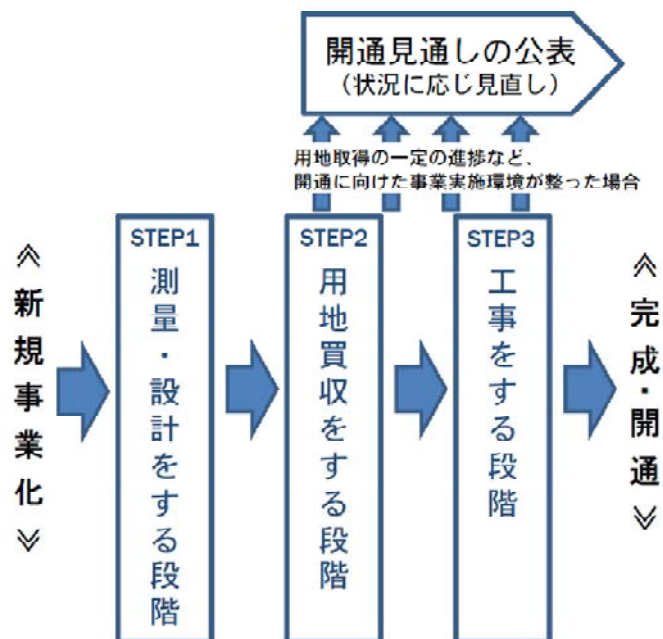 開通見通しの公表
（状況に応じ見直し）
用地取得の一定の進捗など、
開通に向けた事業実施環境が整った場合
≪新規事業化≫
STEP1
測量・設計をする段階
STEP2
用地買収をする段階
STEP3
工事をする段階
≪完成・開通≫